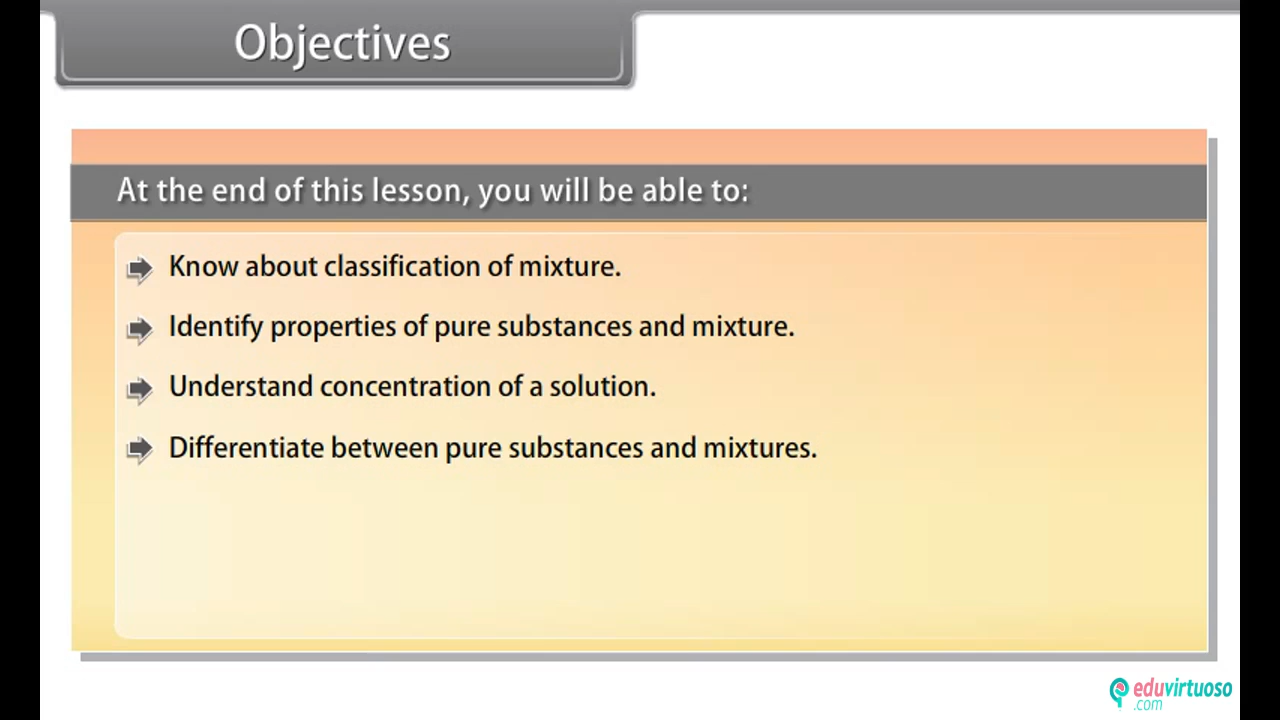 Objectives
At the end of this lesson, you will be able to:
Know about classification of mixture.
Identify properties of pure substances and mixture.
Understand concentration of a solution.
Differentiate between pure substances and mixtures.
eduvirtuoso
.com